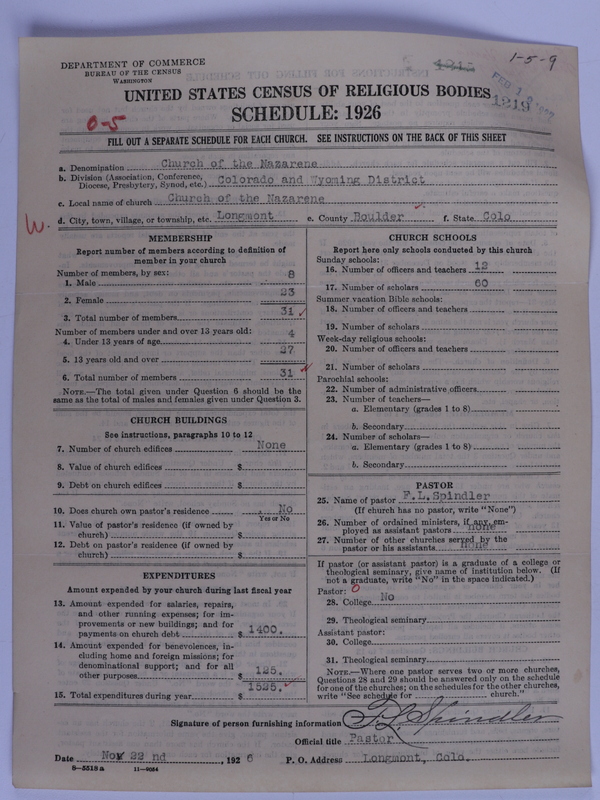 1-5-9
DEPARTMENT OF COMMERCE
BUREAU OF THE CENSUS
WASHINGTON
1219
UNITED STATES CENSUS OF RELIGIOUS BODIES
SCHEDULE: 1926
0-5
FILL OUT A SEPARATE SCHEDULE FOR EACH CHURCH. SEE INSTRUCTIONS ON THE BACK OF THIS SHEET
a. Denomination Church of the Nazarene
b. Division (Association, Conference, Diocese, Presbytery, Synod, etc.) Colorado and Wyoming District
c. Local name of church Church of the Nazarene
W. d. City, town, village, or township, etc. Longmont e. County Boulder f. State Colo
MEMBERSHIP
Report number of members according to definition of
member in your church
Number of members, by sex:
1. Male 8
2. Female 23
3. Total number of members 31
Number of members under and over 13 years old:
4. Under 13 years of age 4
5. 13 years old and over 27
6. Total number of members 31
NOTE.—The total given under Question 6 should be the
same as the total of males and females given under Question 3.
CHURCH BUILDINGS
See instructions, paragraphs 10 to 12
7. Number of church edifices None
8. Value of church edifices $
9. Debt on church edifices $
10. Does church own pastor's residence No
Yes or No
11. Value of pastor's residence (if owned by
church) $
12. Debt on pastor's residence (if owned by
church) $
EXPENDITURES
Amount expended by your church during last fiscal year
13. Amount expended for salaries, repairs,
and other running expenses; for im-
provements or new buildings; and for
payments on church debt $ 1400.
14. Amount expended for benevolences, in-
cluding home and foreign missions; for
denominational support; and for all
other purposes $ 125.
15. Total expenditures during year $ 1525.
CHURCH SCHOOLS
Report here only schools conducted by this church
Sunday schools:
16. Number of officers and teachers 12
17. Number of scholars 60
Summer vacation Bible schools:
18. Number of officers and teachers
19. Number of scholars
Week-day religious schools:
20. Number of officers and teachers
21. Number of scholars
Parochial schools:
22. Number of administrative officers
23. Number of teachers—
a. Elementary (grades 1 to 8)
b. Secondary
24. Number of scholars—
a. Elementary (grades 1 to 8)
b. Secondary
PASTOR
25. Name of pastor F.L.Spindler
(If church has no pastor, write "None")
26. Number of ordained ministers, if any, em-
ployed as assistant pastors none
27. Number of other churches served by the
pastor or his assistants none
If pastor (or assistant pastor) is a graduate of a college or
theological seminary, give name of institution below. (If
not a graduate, write "No" in the space indicated.)
Pastor: 0
28. College No
29. Theological seminary
Assistant pastor:
30. College
31. Theological seminary
NOTE.—Where one pastor serves two or more churches,
Questions 28 and 29 should be answered only on the schedule
for one of the churches; on the schedules for the other churches,
write "See schedule for church."
Signature of person furnishing information F L Spindler
Official title Pastor
Date Nov 22 nd, 1926 P. O. Address Longmont, Colo.
8-5518a 11-9054